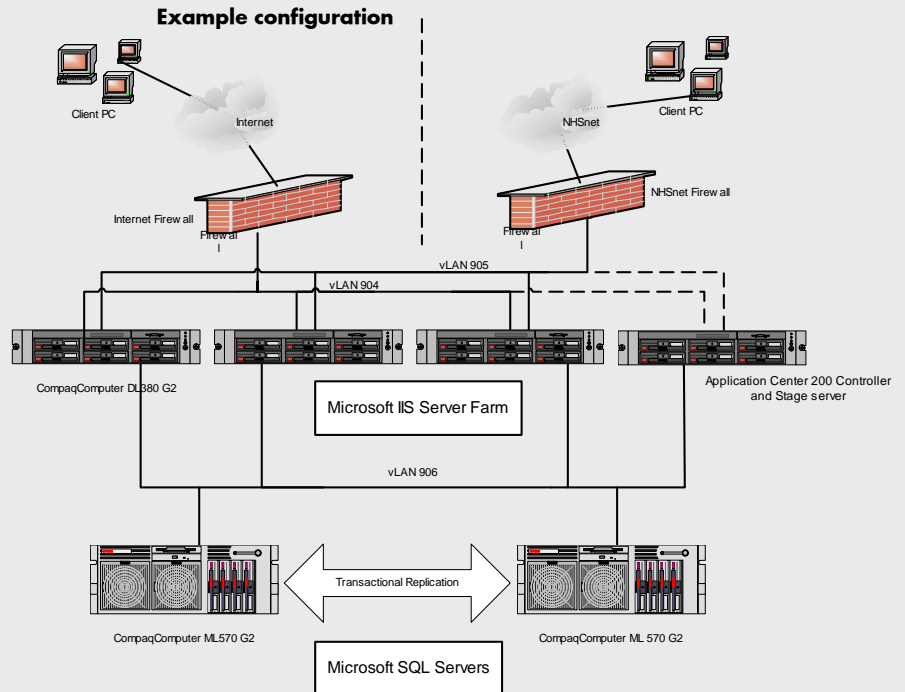 Example configuration
Client PC
Internet
Client PC
NHSnet
Internet Firew all
Firew al
l
NHSnet Firew all
Firew al
l
vLAN 905
vLAN 904
CompaqComputer DL380 G2
Application Center 200 Controller
and Stage server
Microsoft IIS Server Farm
vLAN 906
Transactional Replication
CompaqComputer ML570 G2
CompaqComputer ML 570 G2
Microsoft SQL Servers